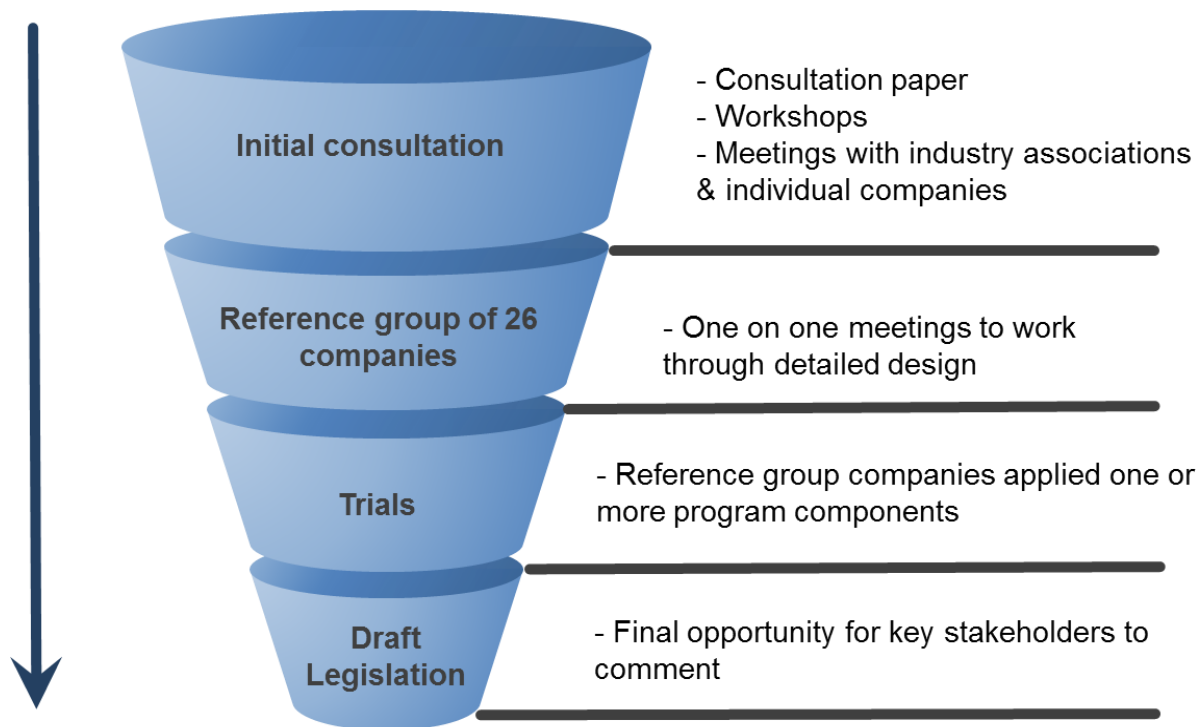 Initial consultation
- Consultation paper
- Workshops
- Meetings with industry associations
& individual companies
Reference group of 26
companies
- One on one meetings to work
through detailed design
Trials
- Reference group companies applied one or
more program components
Draft
Legislation
- Final opportunity for key stakeholders to
comment